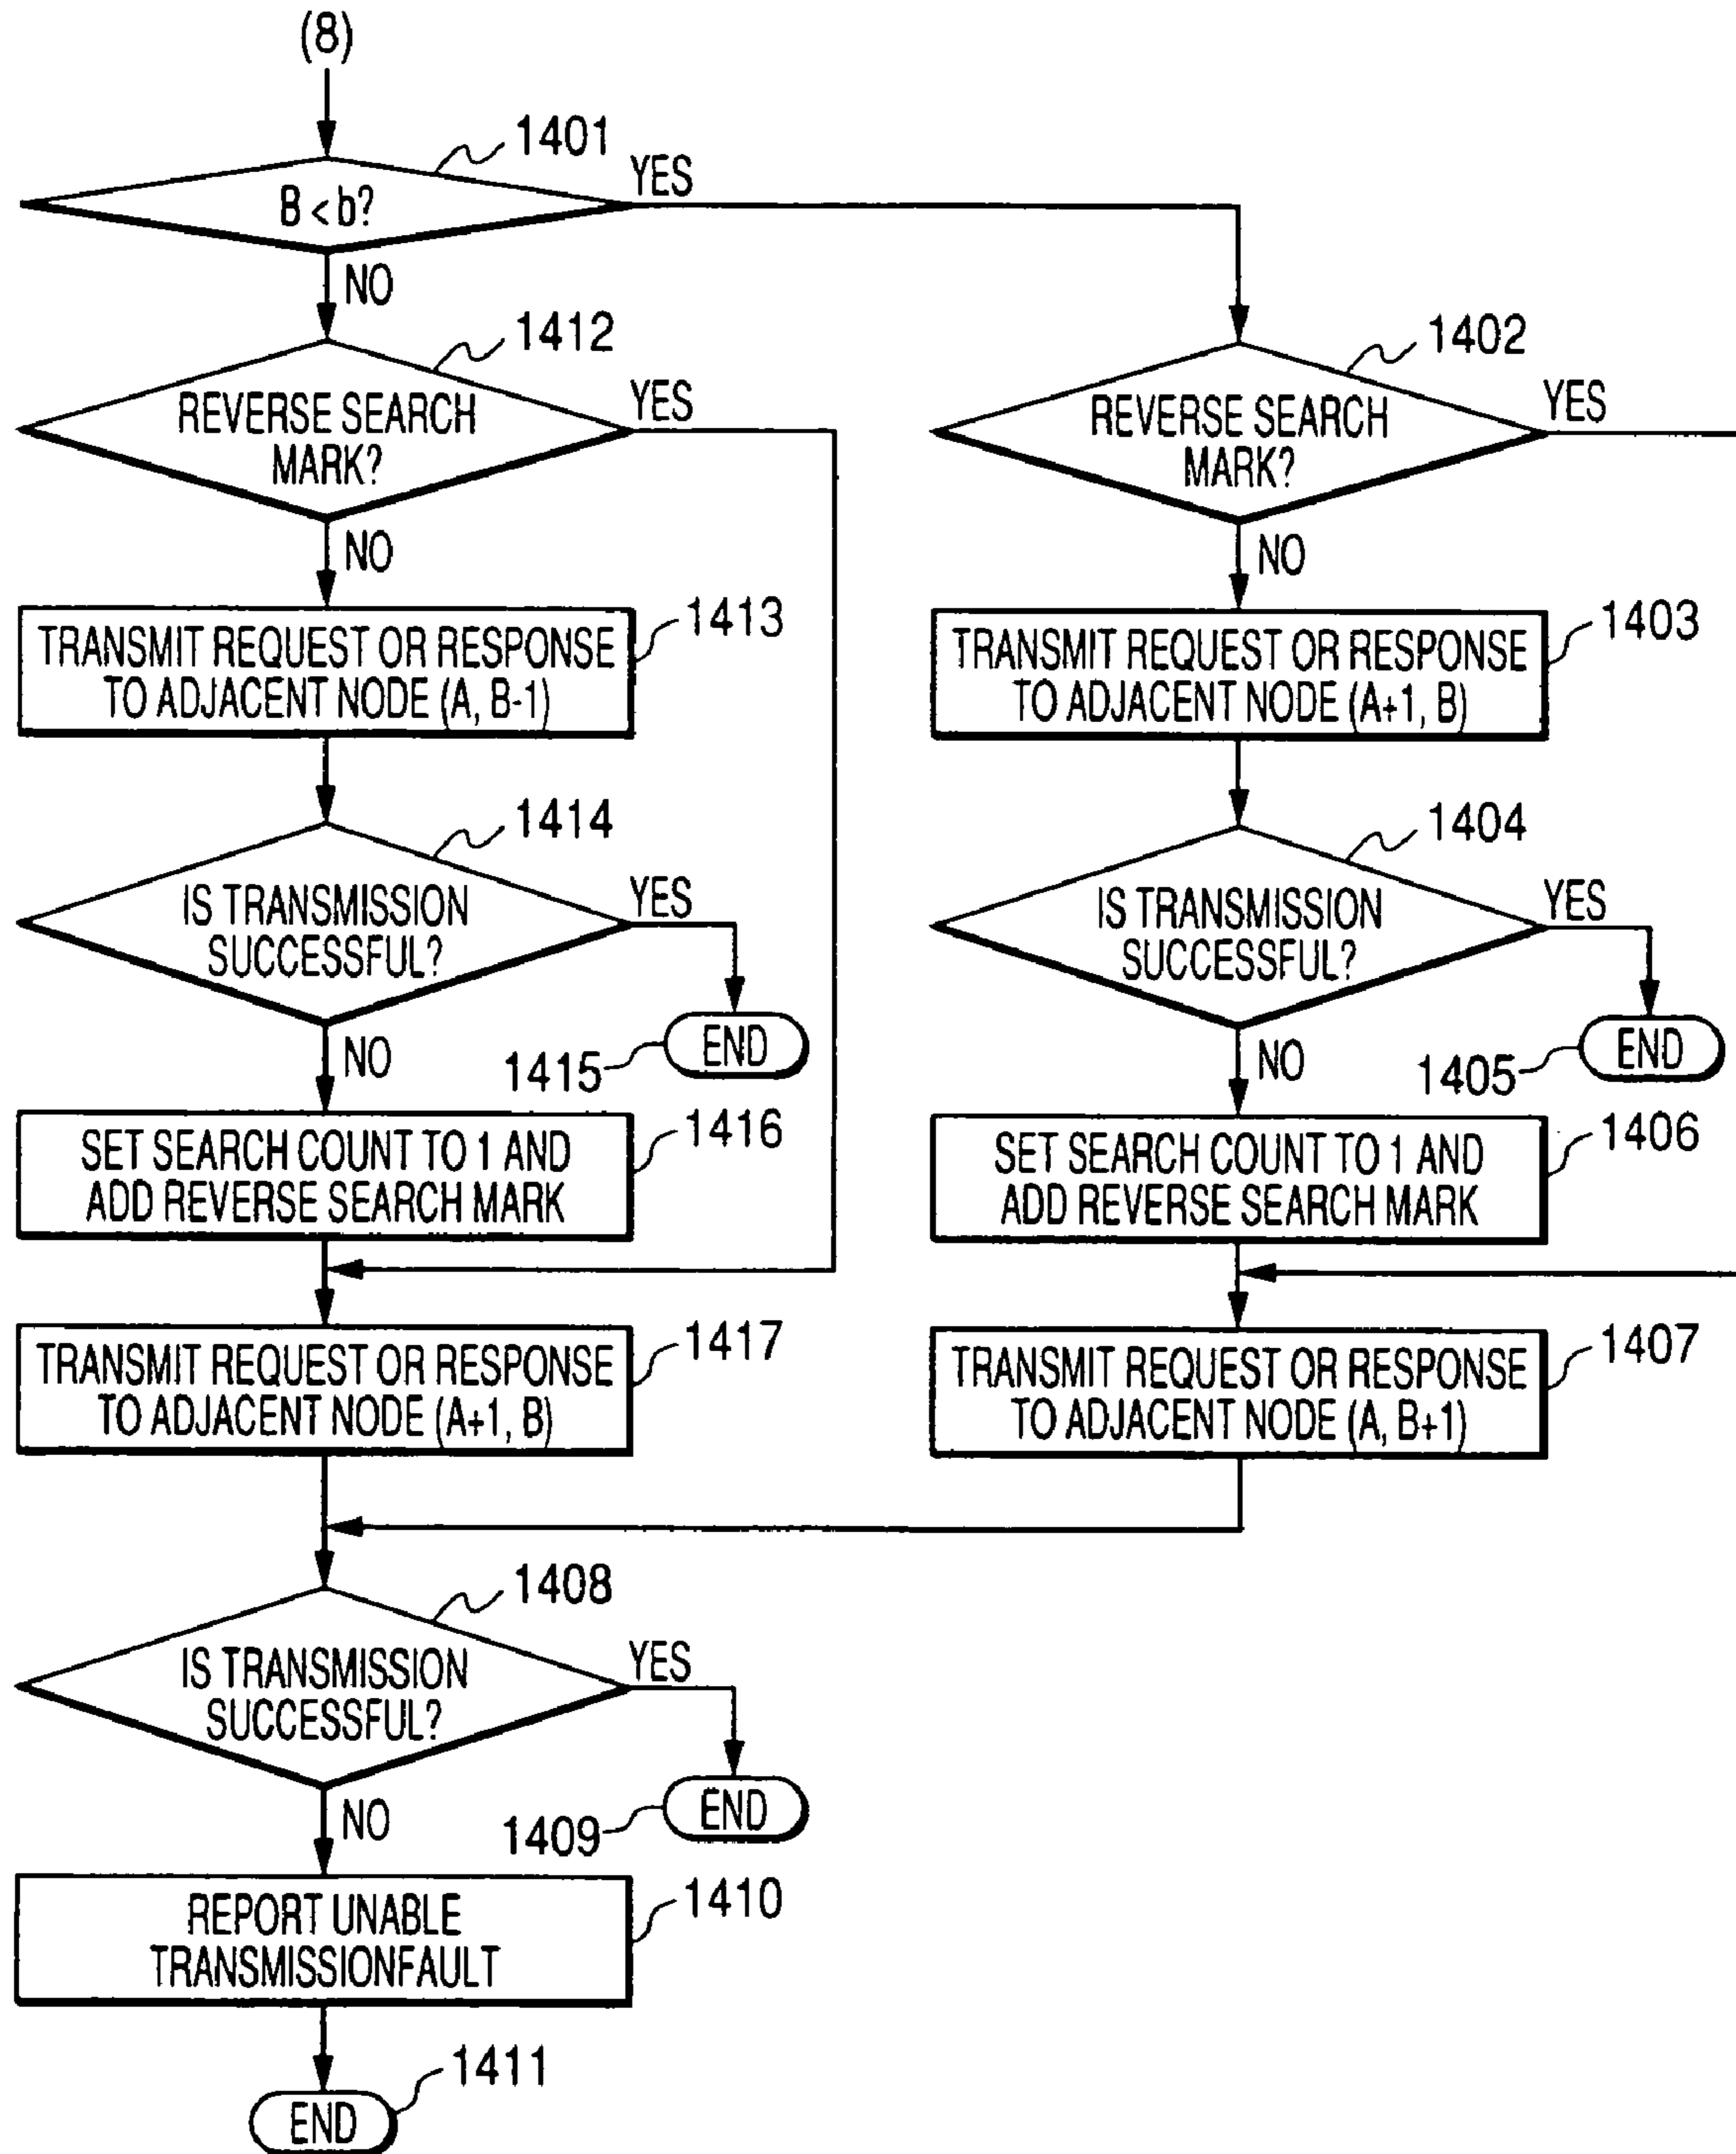 (8)
1401
B < b?
YES
NO
1412
REVERSE SEARCH
MARK?
YES
NO
1402
REVERSE SEARCH
MARK?
YES
NO
1413
TRANSMIT REQUEST OR RESPONSE
TO ADJACENT NODE (A, B-1)
1403
TRANSMIT REQUEST OR RESPONSE
TO ADJACENT NODE (A+1, B)
1414
IS TRANSMISSION
SUCCESSFUL?
YES
NO
1415
END
1404
IS TRANSMISSION
SUCCESSFUL?
YES
NO
1405
END
1416
SET SEARCH COUNT TO 1 AND
ADD REVERSE SEARCH MARK
1406
SET SEARCH COUNT TO 1 AND
ADD REVERSE SEARCH MARK
1417
TRANSMIT REQUEST OR RESPONSE
TO ADJACENT NODE (A+1, B)
1407
TRANSMIT REQUEST OR RESPONSE
TO ADJACENT NODE (A, B+1)
1408
IS TRANSMISSION
SUCCESSFUL?
YES
NO
1409
END
1410
REPORT UNABLE
TRANSMISSIONFAULT
1411
END